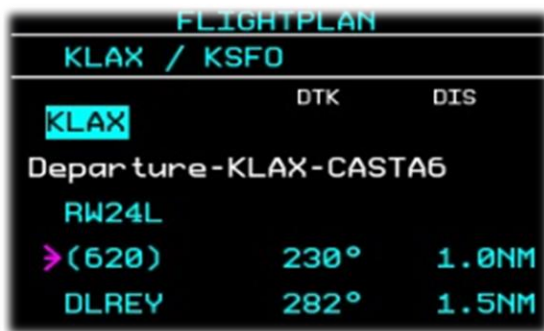 FLIGHTPLAN
KLAX / KSFO
DTK DIS
KLAX
Departure-KLAX-CASTA6
RW24L
(620) 230° 1.0NM
DLREY 282° 1.5NM